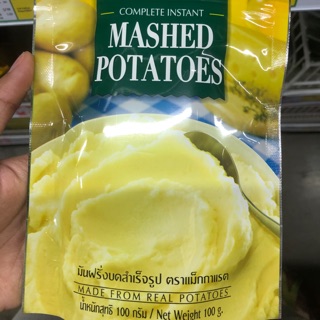 COMPLETE INSTANT
MASHED
POTATOES
มันฝรั่งบดสำเร็จรูป ตราแม็กกาแรต
MADE FROM REAL POTATOES
น้ำหนักสุทธิ 100 กรัม / Net Weight 100 g.